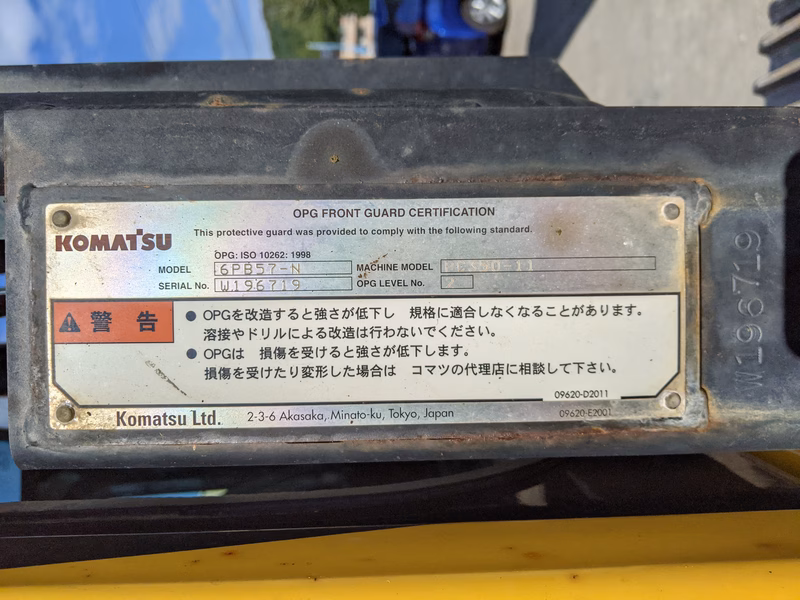 OPG FRONT GUARD CERTIFICATION
KOMATSU
This protective guard was provided to comply with the following standard.
OPG: ISO 10262: 1998
MODEL 6PB57-N MACHINE MODEL
SERIAL No. W196719 OPG LEVEL No. 2
警告
● OPGを改造すると強さが低下し 規格に適合しなくなることがあります。
溶接やドリルによる改造は行わないでください。
● OPGは 損傷を受けると強さが低下します。
損傷を受けたり変形した場合は コマツの代理店に相談して下さい。
09620-D2011
Komatsu Ltd. 2-3-6 Akasaka, Minato-ku, Tokyo, Japan
09620-E2001
W196719